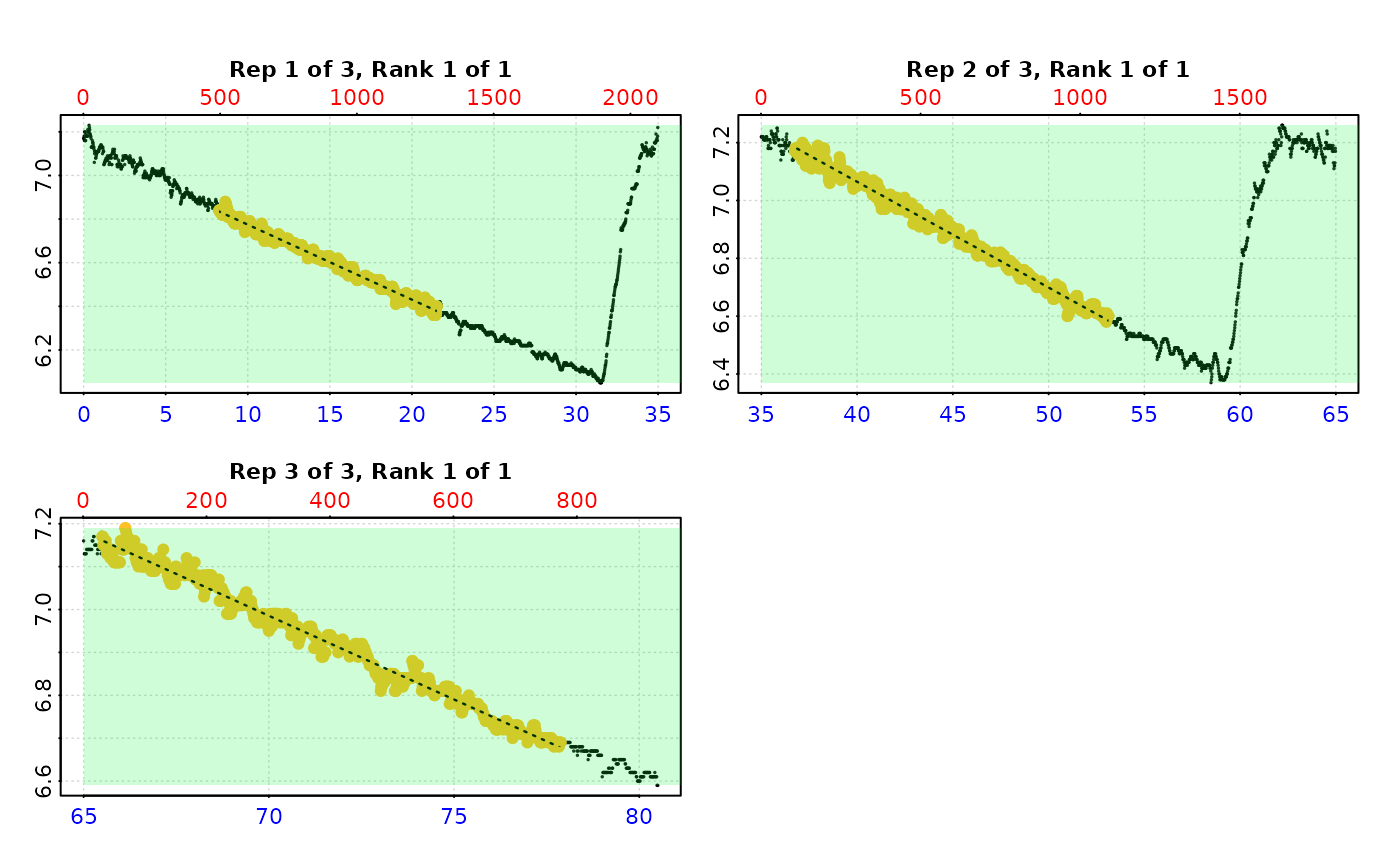 Rep 1 of 3, Rank 1 of 1
0 500 1000 1500 2000
7.0
6.6
6.2
0 5 10 15 20 25 30 35
Rep 2 of 3, Rank 1 of 1
0 500 1000 1500
7.2
7.0
6.8
6.6
6.4
35 40 45 50 55 60 65
Rep 3 of 3, Rank 1 of 1
0 200 400 600 800
7.2
7.0
6.8
6.6
65 70 75 80